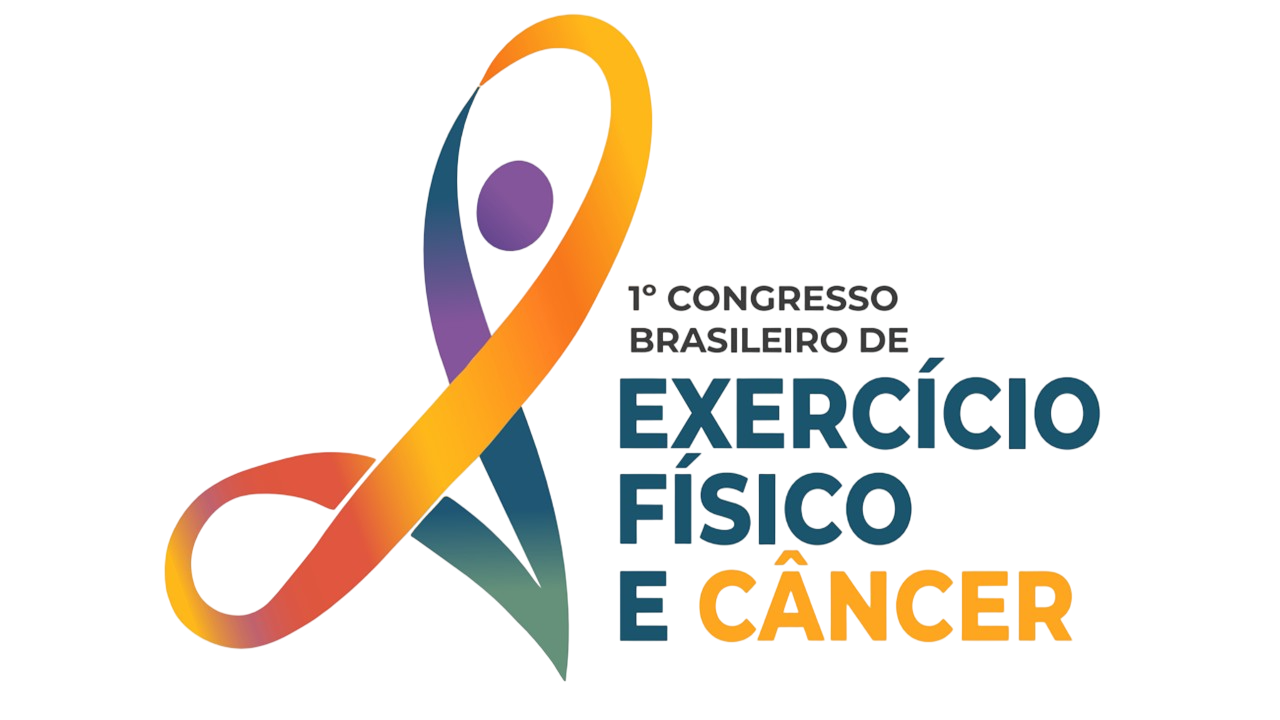 1º CONGRESSO
BRASILEIRO DE
EXERCÍCIO
FÍSICO
E CÂNCER